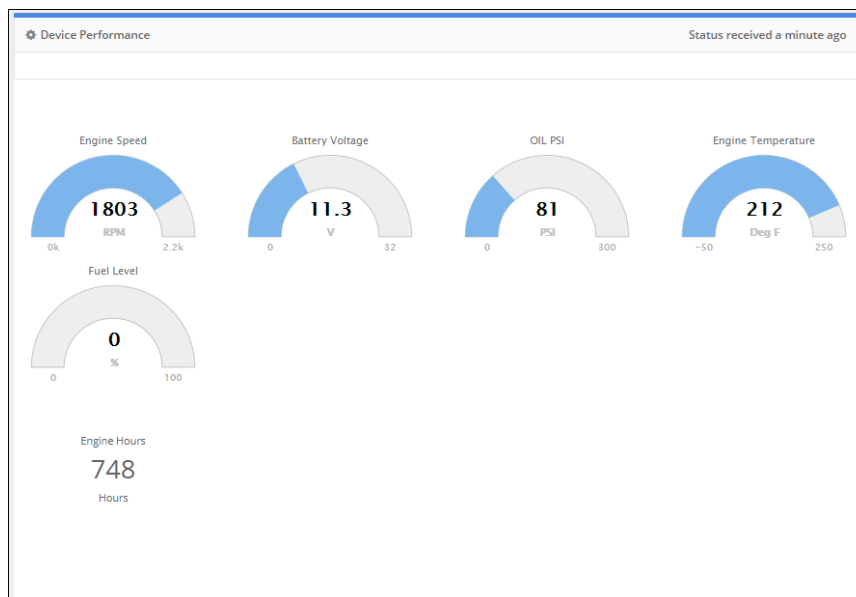 Device Performance
Status received a minute ago
Engine Speed
1803
RPM
0k
2.2k
Battery Voltage
11.3
V
0
32
OIL PSI
81
PSI
0
300
Engine Temperature
212
Deg F
−50
250
Fuel Level
0
%
0
100
Engine Hours
748
Hours